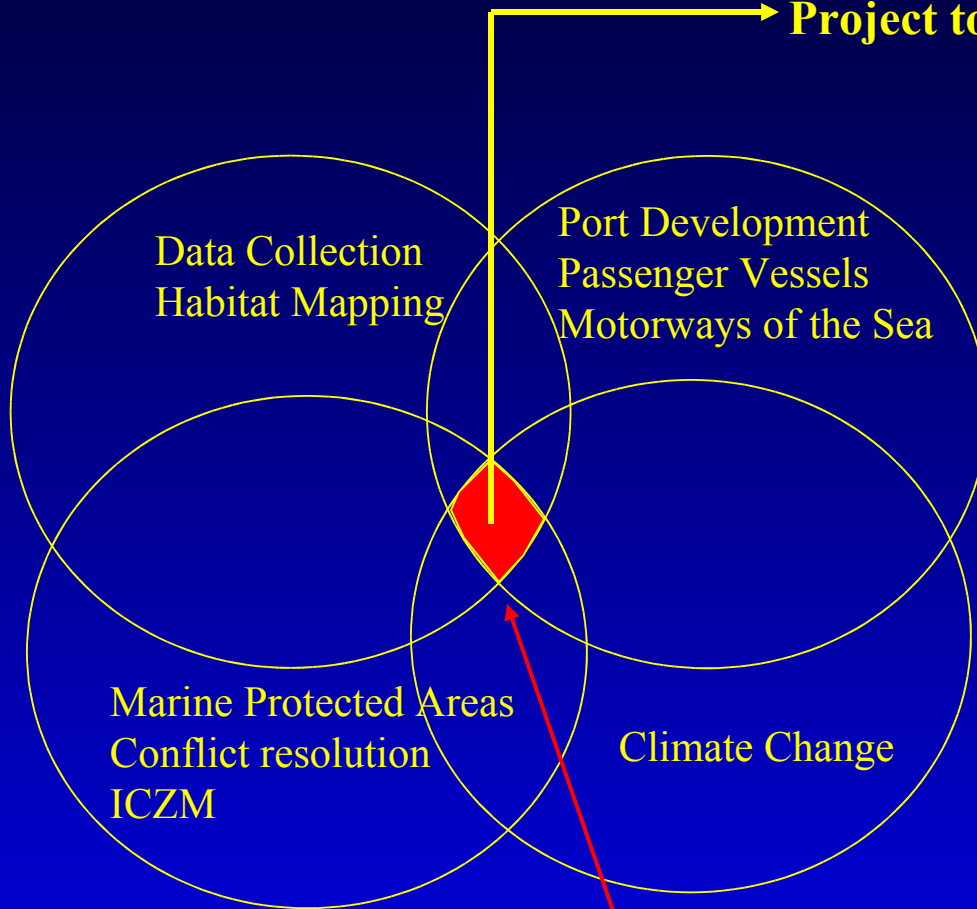 Project to
Data Collection
Habitat Mapping
Port Development
Passenger Vessels
Motorways of the Sea
Marine Protected Areas
Conflict resolution
ICZM
Climate Change